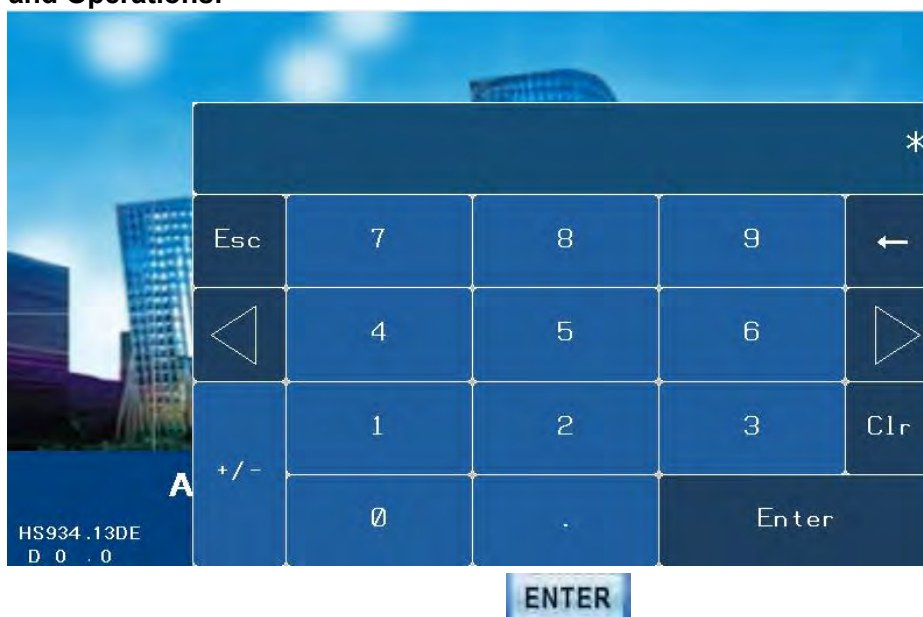 and Operations.
*
Esc 7 8 9 ←
4 5 6
1 2 3 Clr
+/-
A
0 . Enter
HS934.13DE
D 0 .0
ENTER